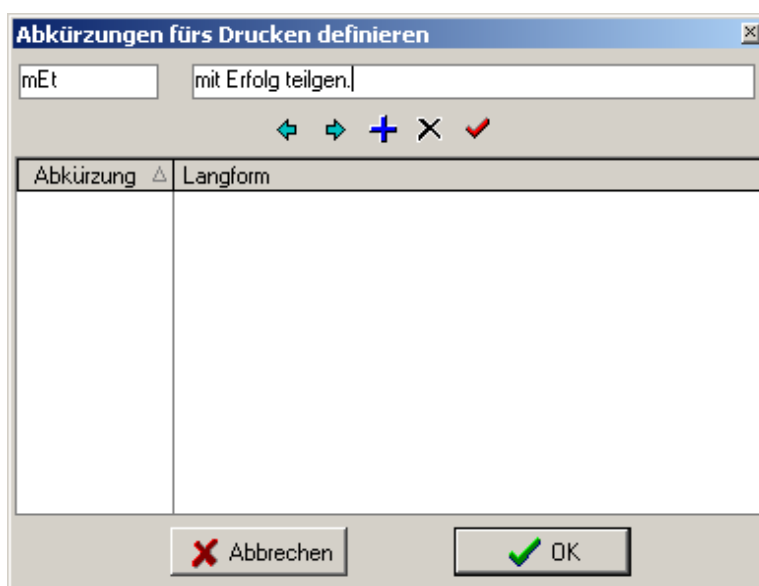 Abkürzungen fürs Drucken definieren
mEt mit Erfolg teilgen.
Abkürzung Langform
Abbrechen OK